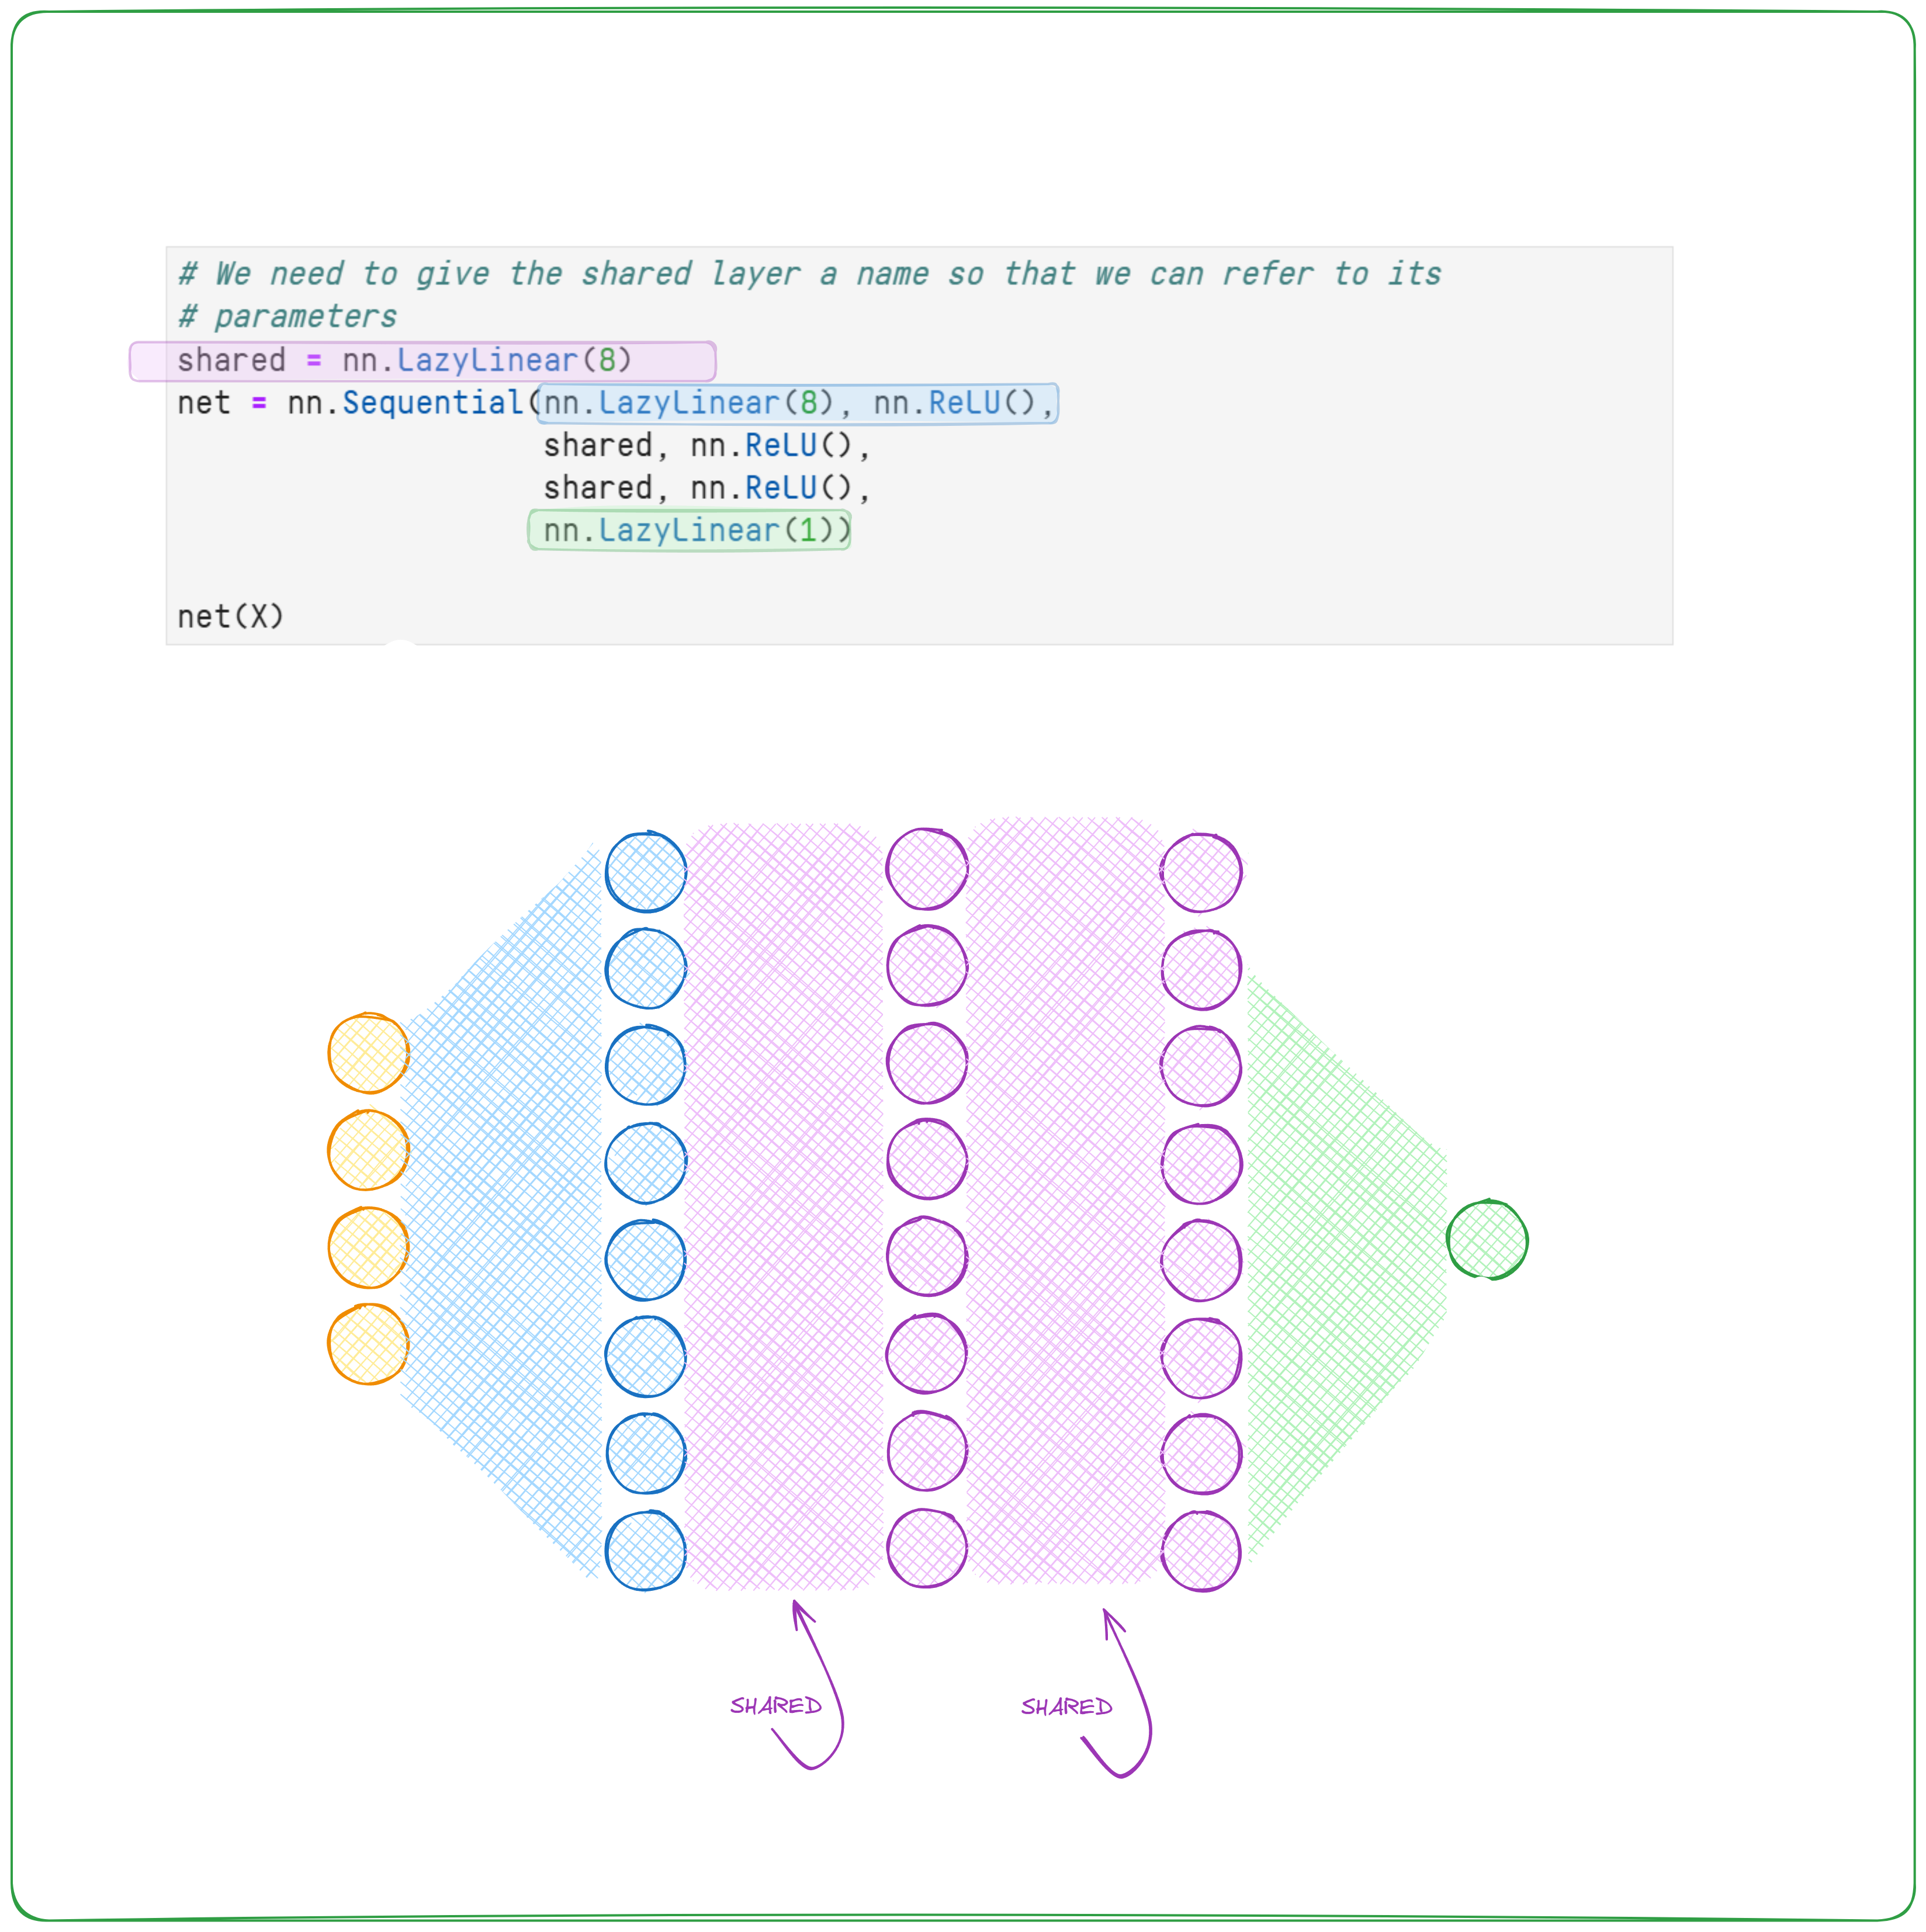 # We need to give the shared layer a name so that we can refer to its
# parameters
shared = nn.LazyLinear(8)
net = nn.Sequential(nn.LazyLinear(8), nn.ReLU(),
shared, nn.ReLU(),
shared, nn.ReLU(),
nn.LazyLinear(1))
net(X)
SHARED
SHARED